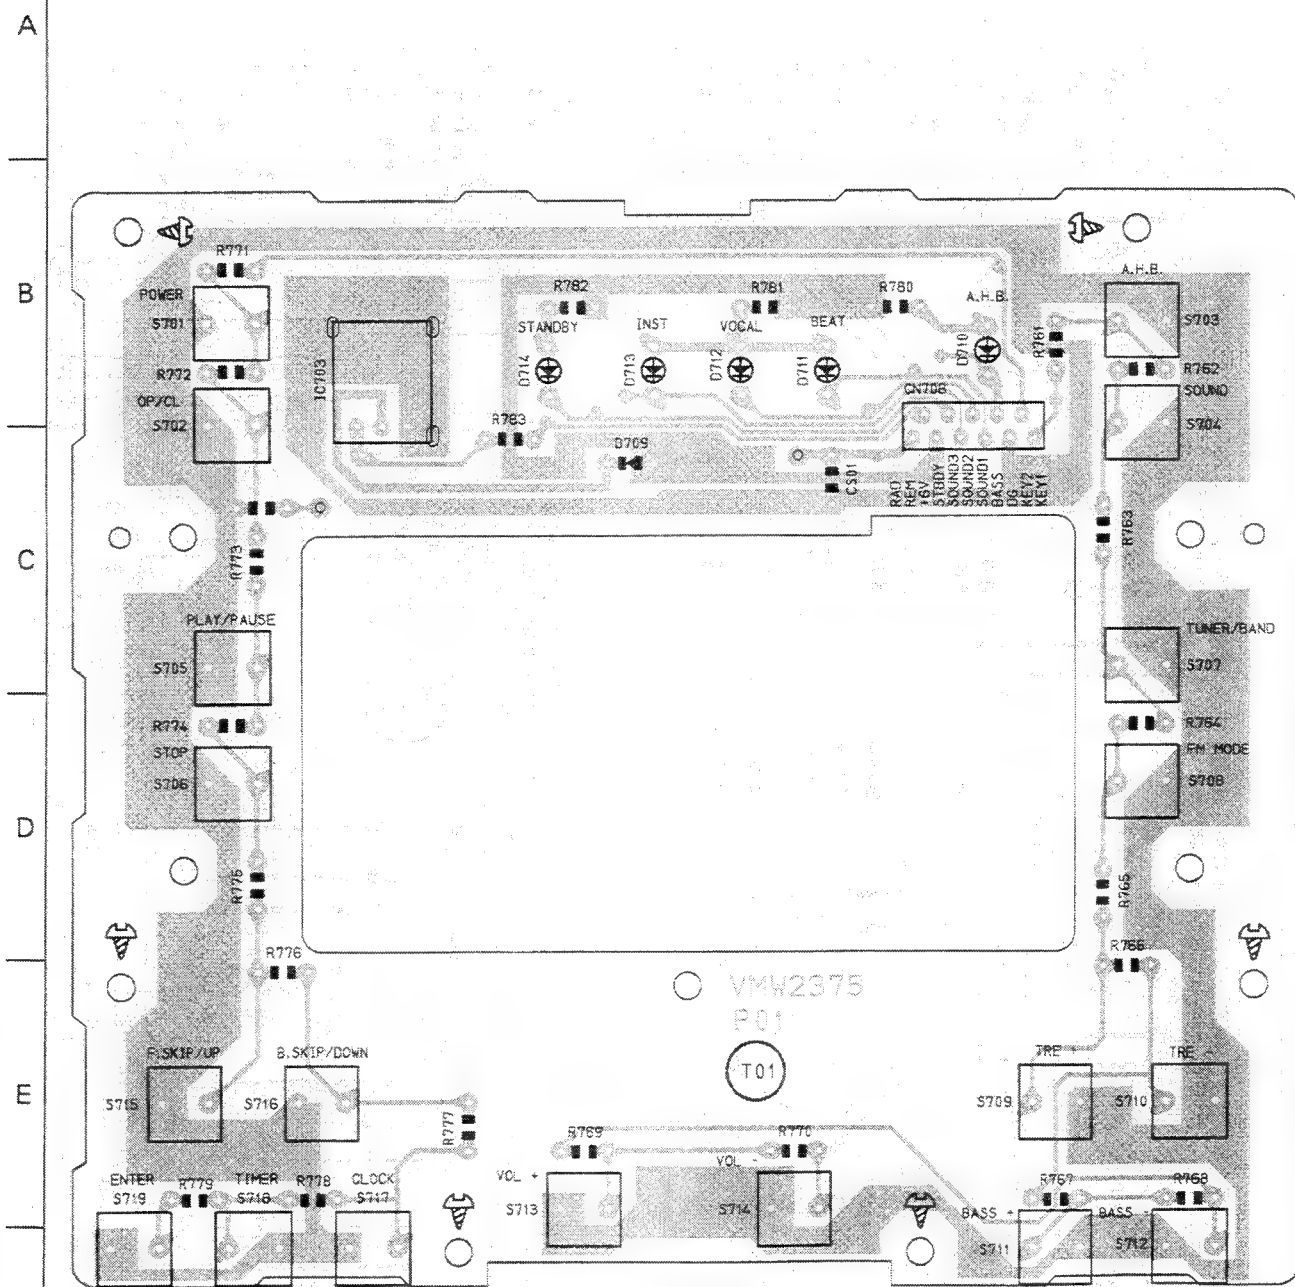 A
B
C
D
E
R771
POWER
S701
R772
OP/CL
S702
IC703
R782
R781
R780
A.H.B.
STANDBY
INST
VOCAL
BEAT
D714
D713
D712
D711
D710
R761
A.H.B.
S703
R762
SOUND
S704
CN708
R783
D709
CS01
RAD
REM
+6V
STBDY
SOUND3
SOUND2
SOUND1
BASS
DG
KEY2
KEY1
R773
R763
PLAY/PAUSE
S705
TUNER/BAND
S707
R774
STOP
S706
R764
FM MODE
S708
R775
R765
R776
R766
VMW2375
P01
T01
F.SKIP/UP
B.SKIP/DOWN
S715
S716
R777
TRE +
TRE -
S709
S710
R769
R770
VOL +
VOL -
S713
S714
ENTER
S719
R779
TIMER
S718
R778
CLOCK
S717
R767
R768
BASS +
BASS -
S711
S712